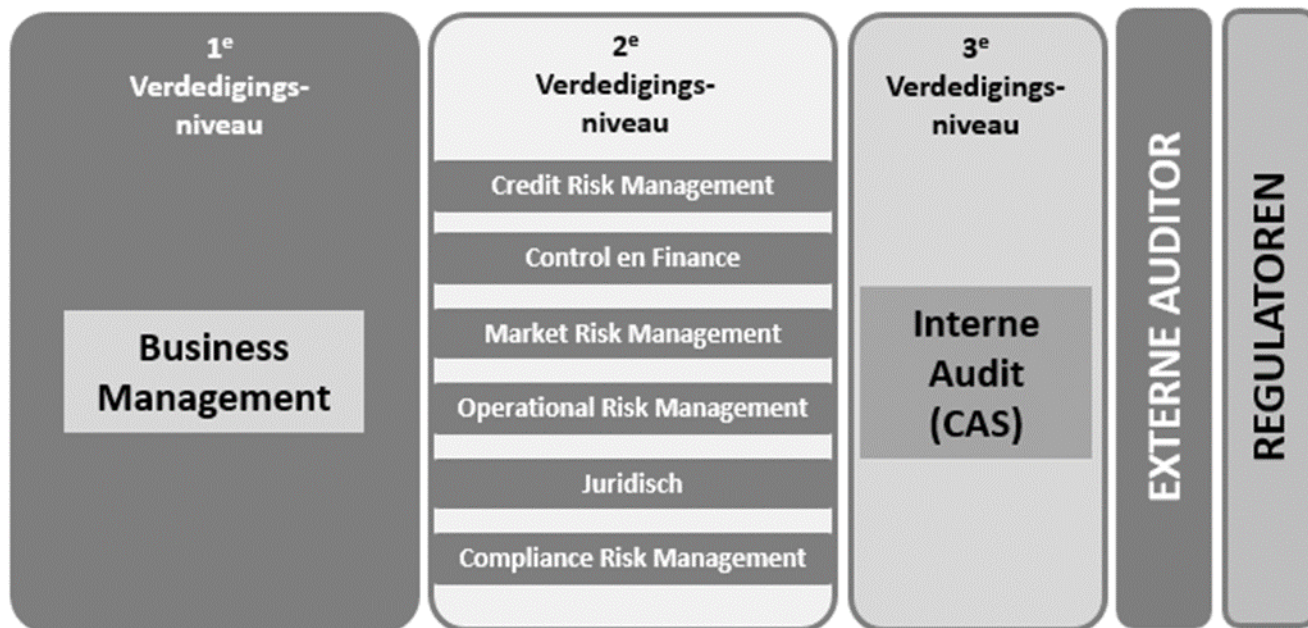 1e
Verdedigings-
niveau
Business
Management
2e
Verdedigings-
niveau
Credit Risk Management
Control en Finance
Market Risk Management
Operational Risk Management
Juridisch
Compliance Risk Management
3e
Verdedigings-
niveau
Interne
Audit
(CAS)
EXTERNE AUDITOR
REGULATOREN